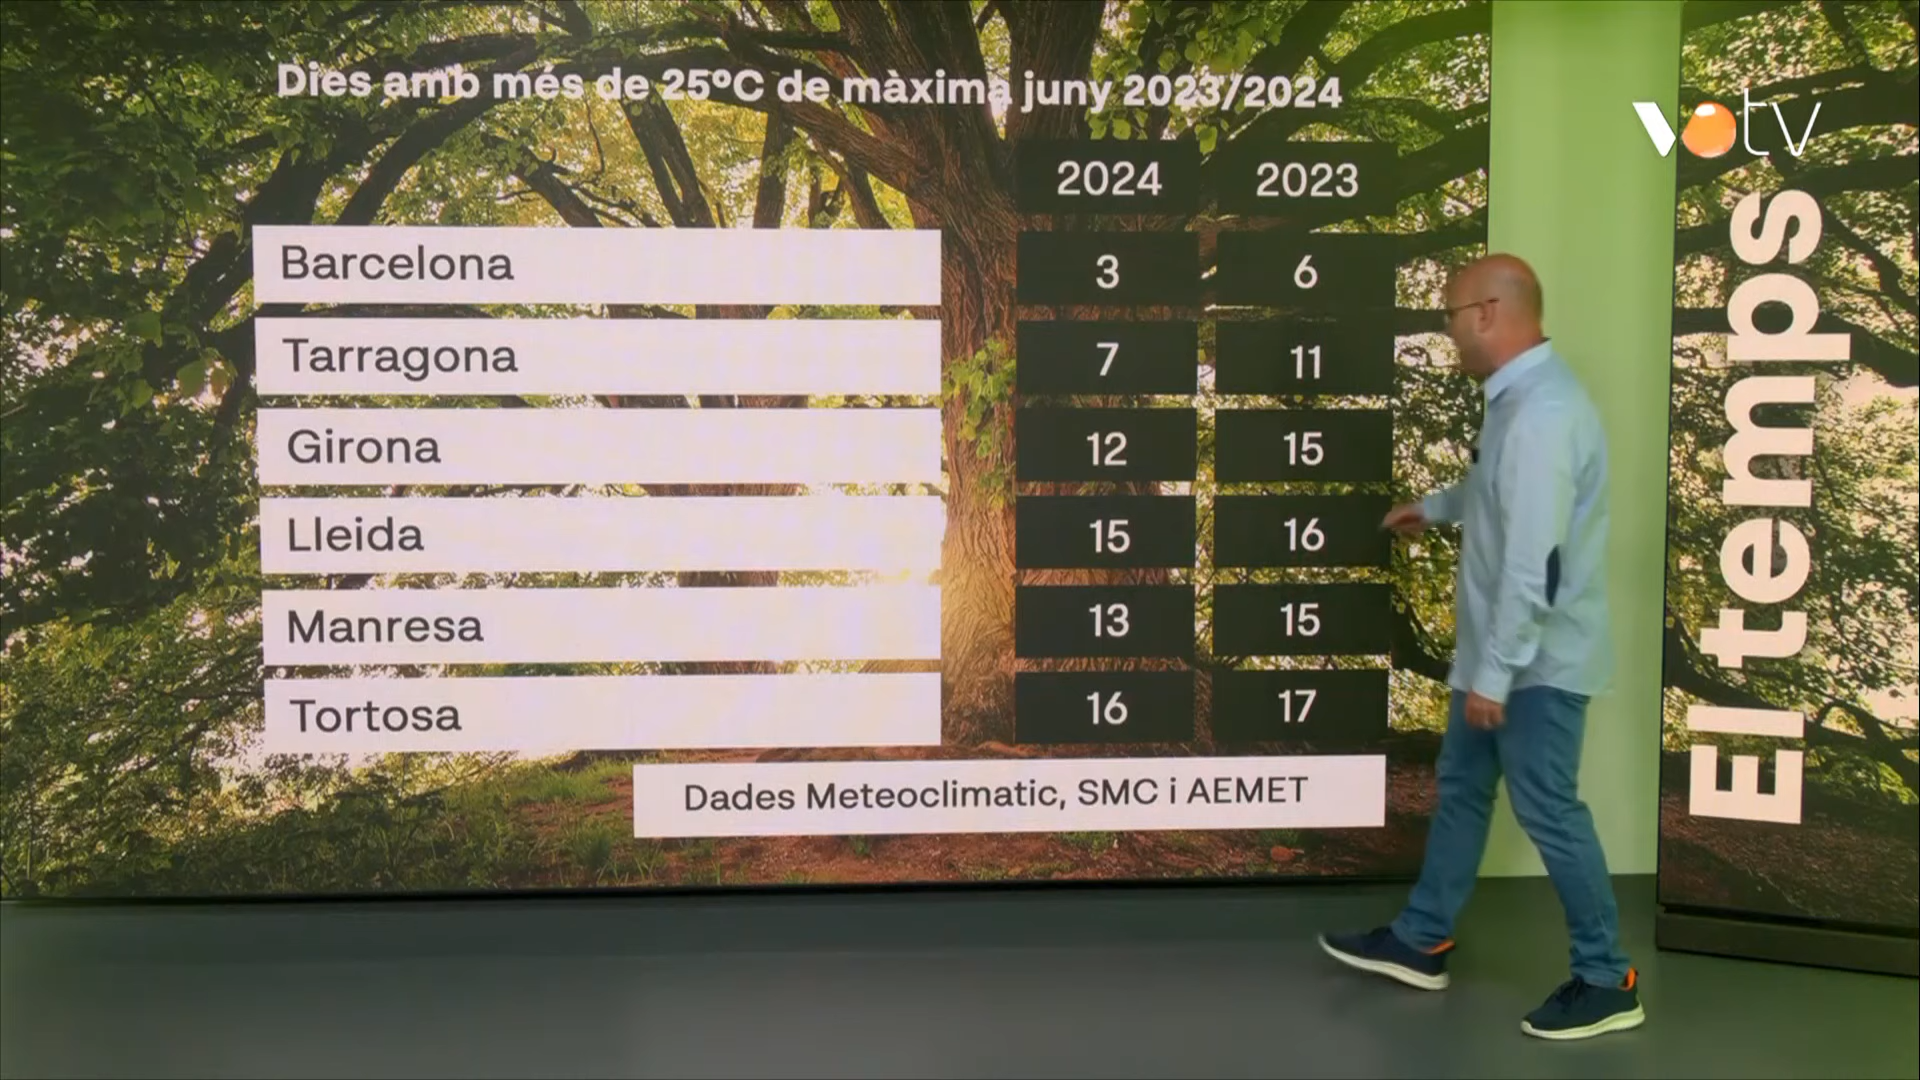 Dies amb més de 25ºC de màxima juny 2023/2024
2024 2023
Barcelona 3 6
Tarragona 7 11
Girona 12 15
Lleida 15 16
Manresa 13 15
Tortosa 16 17
Dades Meteoclimatic, SMC i AEMET
votv
El temps